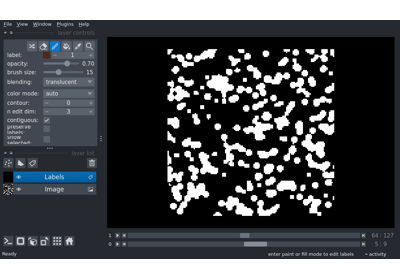 File View Window Plugins Help
layer controls
label: 1
opacity: 0.70
brush size: 15
blending: translucent
color mode: auto
contour: 0
n edit dim: 3
contiguous:
preserve labels:
show selected:
layer list
Labels
Image
1 64 127
0 5 9
Ready enter paint or fill mode to edit labels activity